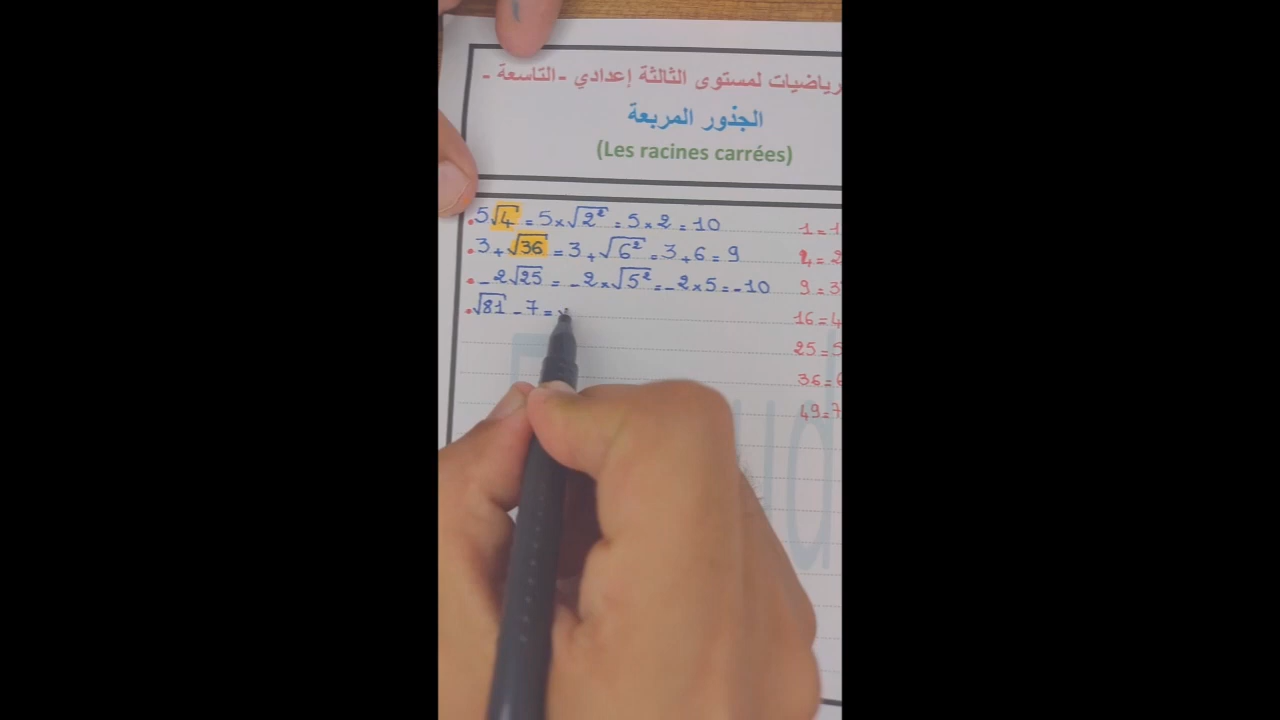 رياضيات لمستوى الثالثة إعدادي -التاسعة -
الجذور المربعة
(Les racines carrées)
.5√4 = 5×√2² = 5×2 = 10
.3+√36 = 3+√6² = 3+6 = 9
.-2√25 = -2×√5² = -2×5 = -10
.√81 -7 =
1=1
4=2
9=3
16=4
25=5
36=6
49=7